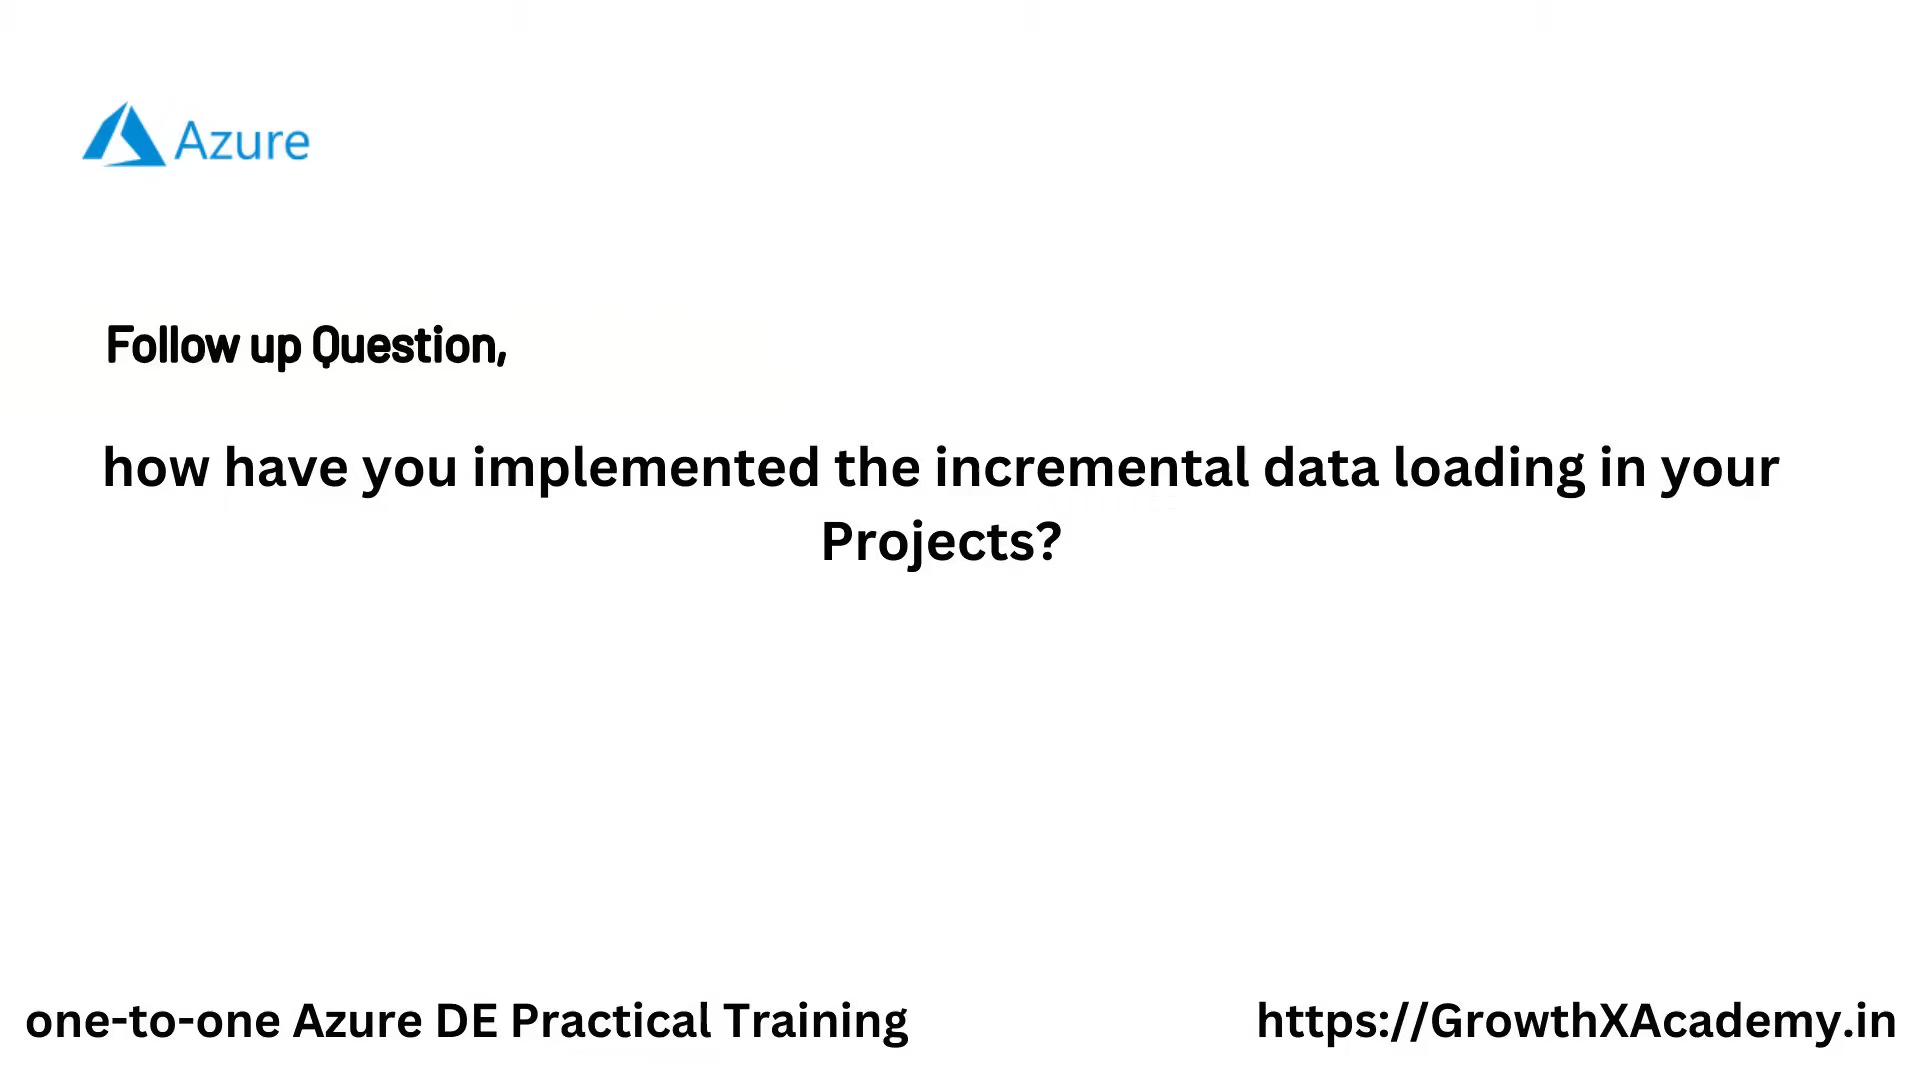 Azure
Follow up Question,
how have you implemented the incremental data loading in your
Projects?
one-to-one Azure DE Practical Training
https://GrowthXAcademy.in